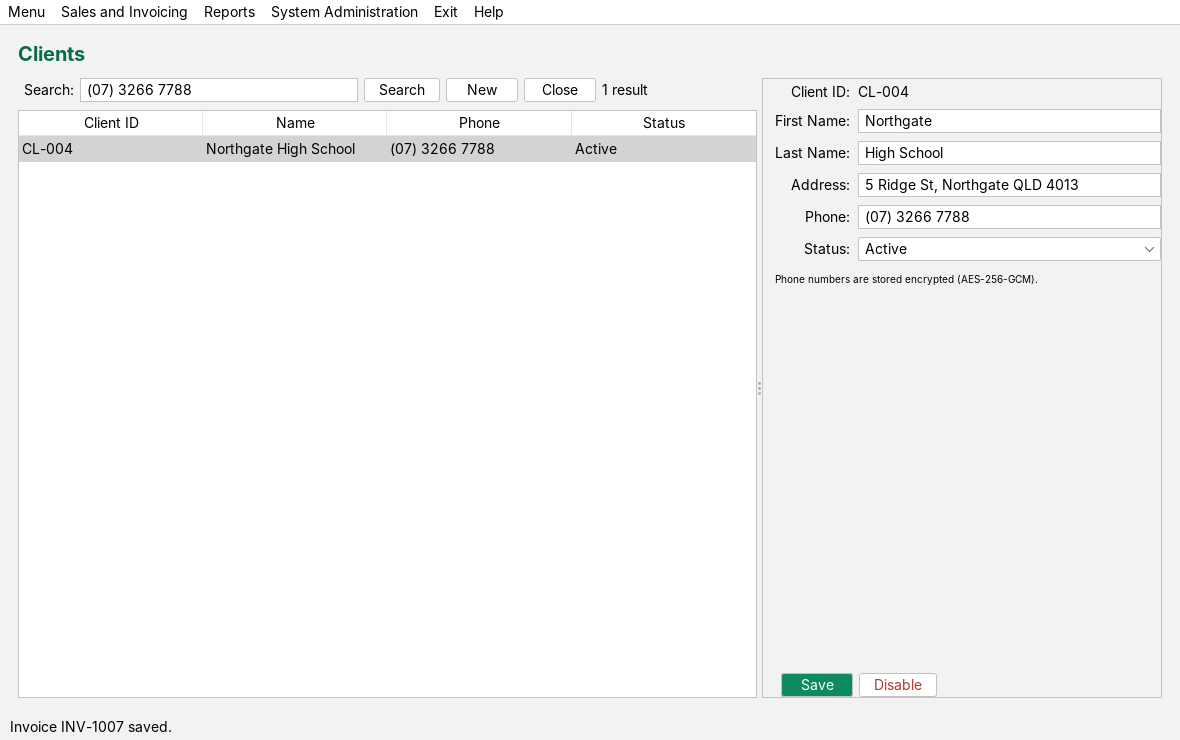 Menu Sales and Invoicing Reports System Administration Exit Help
Clients
Search: (07) 3266 7788 Search New Close 1 result
Client ID Name Phone Status
CL-004 Northgate High School (07) 3266 7788 Active
Client ID: CL-004
First Name: Northgate
Last Name: High School
Address: 5 Ridge St, Northgate QLD 4013
Phone: (07) 3266 7788
Status: Active
Phone numbers are stored encrypted (AES-256-GCM).
Save Disable
Invoice INV-1007 saved.